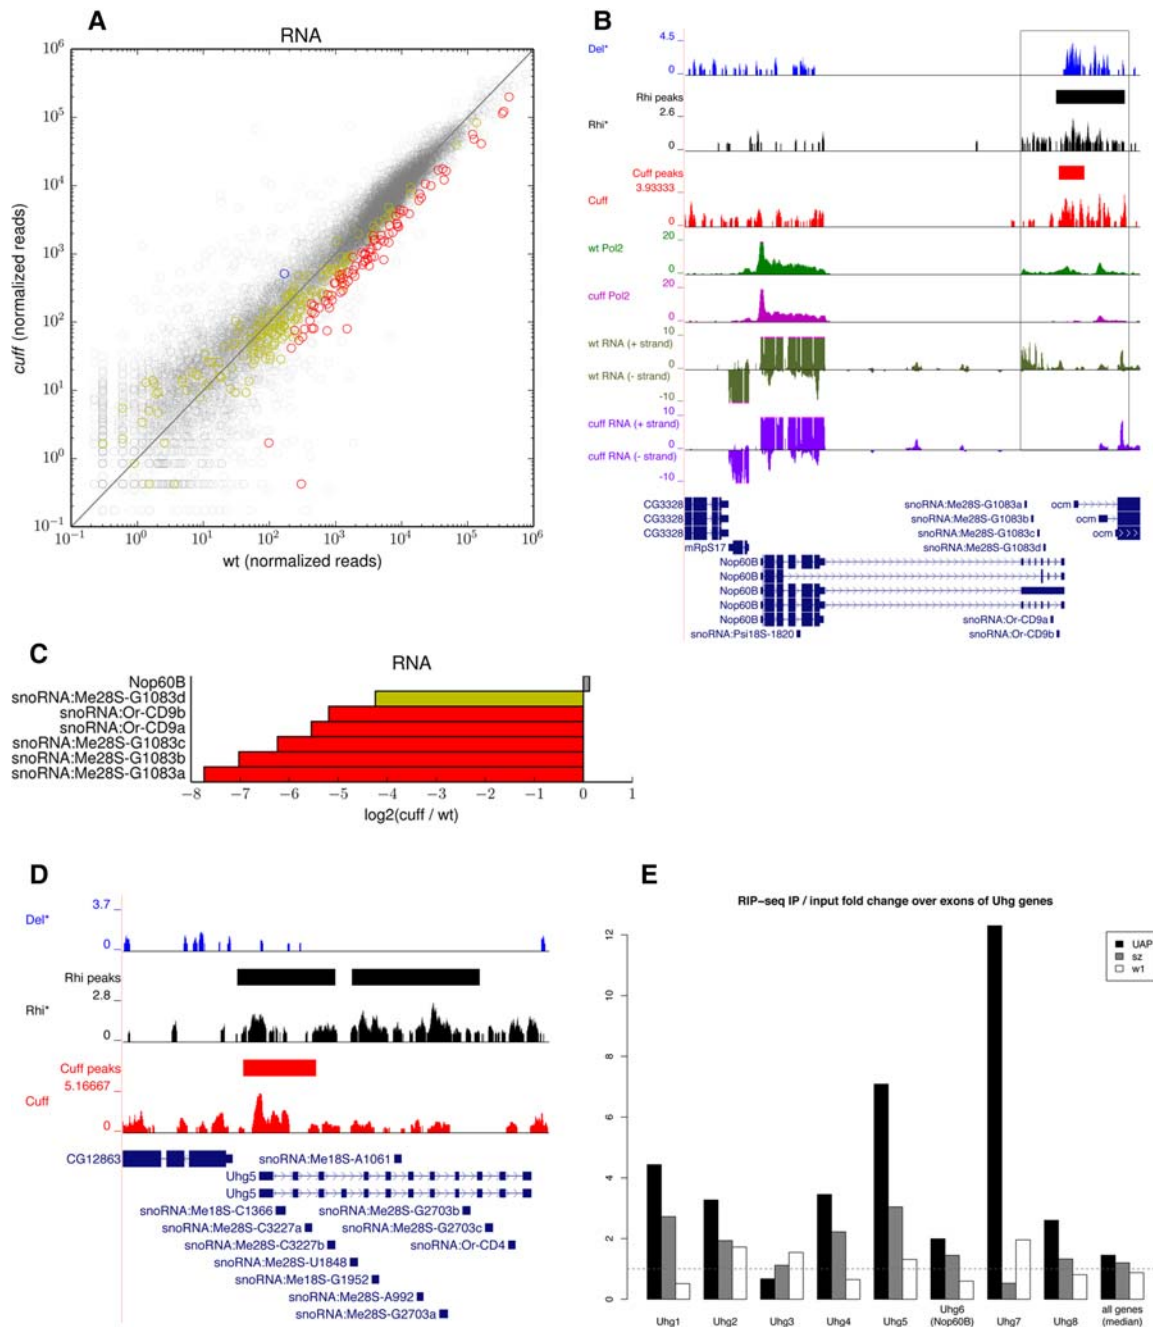 A
RNA
cuff (normalized reads)
10^6
10^5
10^4
10^3
10^2
10^1
10^0
10^-1
10^-1
10^0
10^1
10^2
10^3
10^4
10^5
10^6
wt (normalized reads)
B
4.5
Del*
0
Rhi peaks
2.6
Rhi*
0
Cuff peaks
3.93333
Cuff
0
20
wt Pol2
0
20
cuff Pol2
0
10
wt RNA (+ strand)
0
wt RNA (- strand)
-10
10
cuff RNA (+ strand)
0
cuff RNA (- strand)
-10
CG3328 snoRNA:Me28S-G1083a ocm
CG3328 snoRNA:Me28S-G1083b ocm
CG3328 snoRNA:Me28S-G1083c ocm
mRpS17 snoRNA:Me28S-G1083d
Nop60B
Nop60B
Nop60B
Nop60B
Nop60B snoRNA:Or-CD9a
snoRNA:Psi18S-1820 snoRNA:Or-CD9b
C
RNA
Nop60B
snoRNA:Me28S-G1083d
snoRNA:Or-CD9b
snoRNA:Or-CD9a
snoRNA:Me28S-G1083c
snoRNA:Me28S-G1083b
snoRNA:Me28S-G1083a
−8 −7 −6 −5 −4 −3 −2 −1 0 1
log2(cuff / wt)
D
3.7
Del*
0
Rhi peaks
2.8
Rhi*
0
Cuff peaks
5.16667
Cuff
0
CG12863 snoRNA:Me18S-A1061
Uhg5
Uhg5
snoRNA:Me18S-C1366 snoRNA:Me28S-G2703b
snoRNA:Me28S-C3227a snoRNA:Me28S-G2703c
snoRNA:Me28S-C3227b snoRNA:Or-CD4
snoRNA:Me28S-U1848
snoRNA:Me18S-G1952
snoRNA:Me28S-A992
snoRNA:Me28S-G2703a
E
RIP−seq IP / input fold change over exons of Uhg genes
UAP
sz
w1
12
10
8
6
4
2
0
Uhg1 Uhg2 Uhg3 Uhg4 Uhg5 Uhg6 (Nop60B) Uhg7 Uhg8 all genes (median)